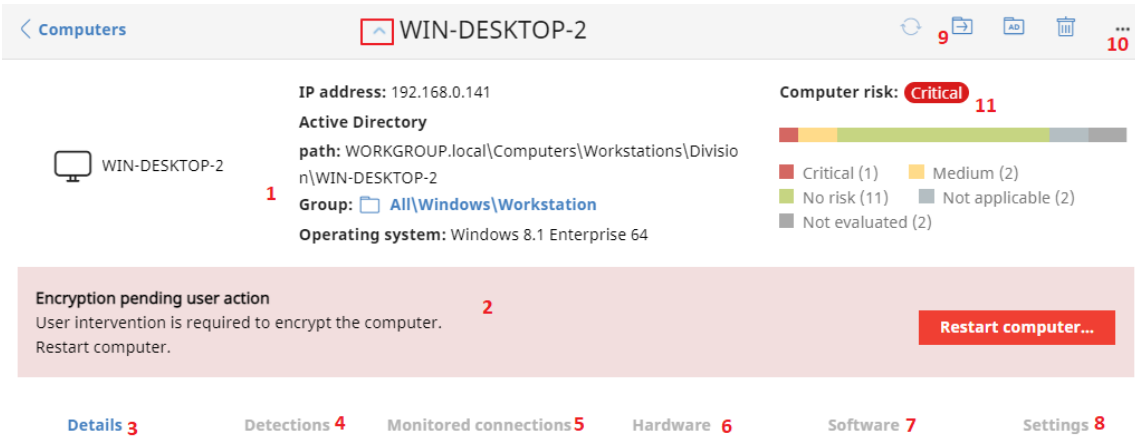 Computers
WIN-DESKTOP-2
9
AD
...
10
IP address: 192.168.0.141
Active Directory
path: WORKGROUP.local\Computers\Workstations\Divisio
n\WIN-DESKTOP-2
Group: All\Windows\Workstation
Operating system: Windows 8.1 Enterprise 64
WIN-DESKTOP-2
1
Computer risk: Critical
11
Critical (1) Medium (2)
No risk (11) Not applicable (2)
Not evaluated (2)
Encryption pending user action
User intervention is required to encrypt the computer.
Restart computer.
2
Restart computer...
Details 3 Detections 4 Monitored connections 5 Hardware 6 Software 7 Settings 8